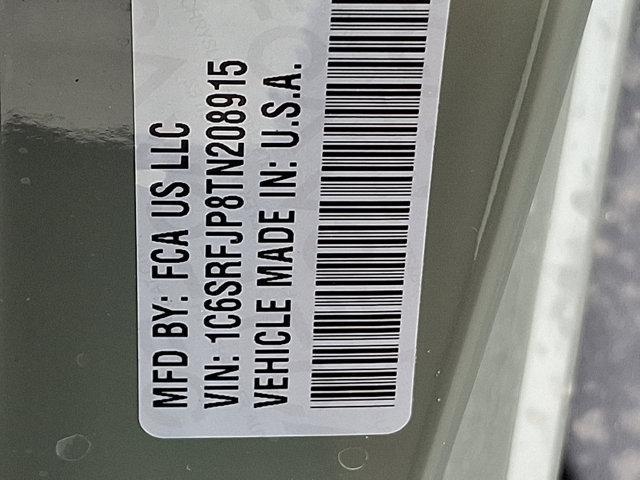 MFD BY: FCA US LLC
VIN: 1C6SRFJP8TN208915
VEHICLE MADE IN: U.S.A.